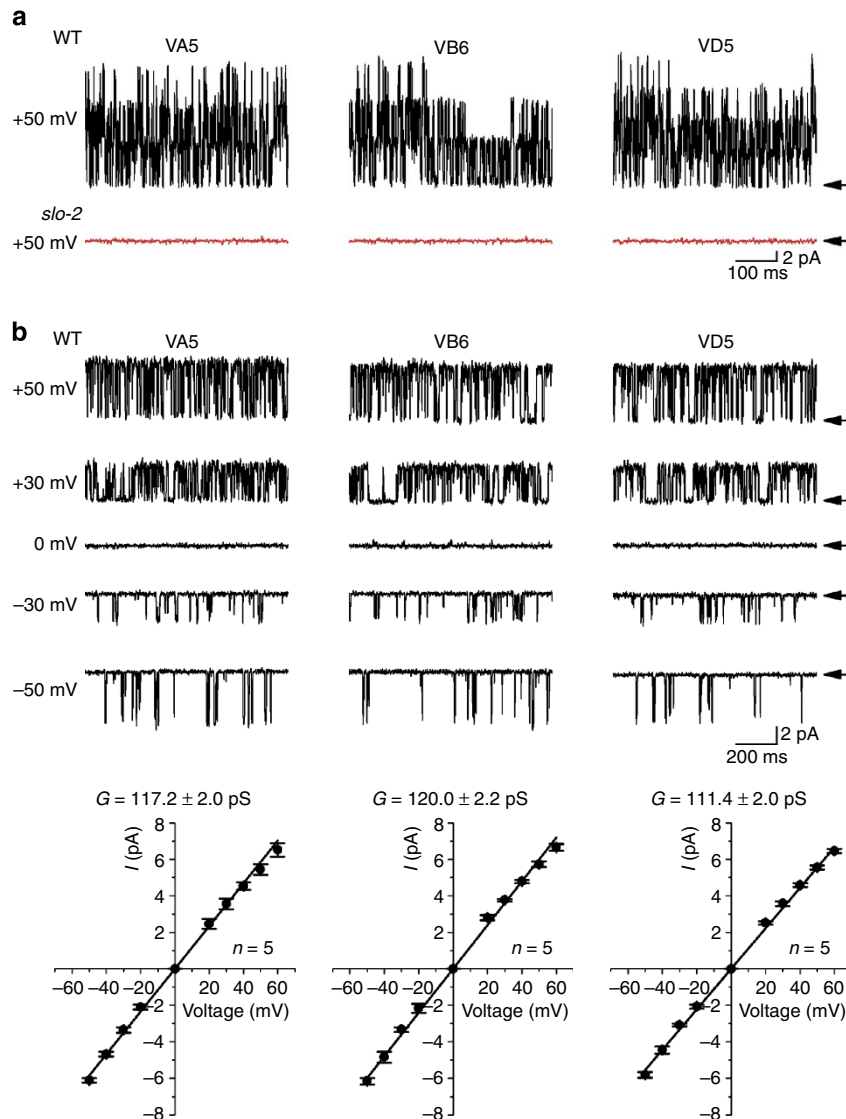 a
WT
VA5
VB6
VD5
+50 mV
slo-2
+50 mV
2 pA
100 ms
b
WT
VA5
VB6
VD5
+50 mV
+30 mV
0 mV
−30 mV
−50 mV
2 pA
200 ms
G = 117.2 ± 2.0 pS
I (pA)
8
6
4
2
n = 5
−60 −40 −20 0 20 40 60
Voltage (mV)
−2
−4
−6
−8
G = 120.0 ± 2.2 pS
I (pA)
8
6
4
2
n = 5
−60 −40 −20 0 20 40 60
Voltage (mV)
−2
−4
−6
−8
G = 111.4 ± 2.0 pS
I (pA)
8
6
4
2
n = 5
−60 −40 −20 0 20 40 60
Voltage (mV)
−2
−4
−6
−8